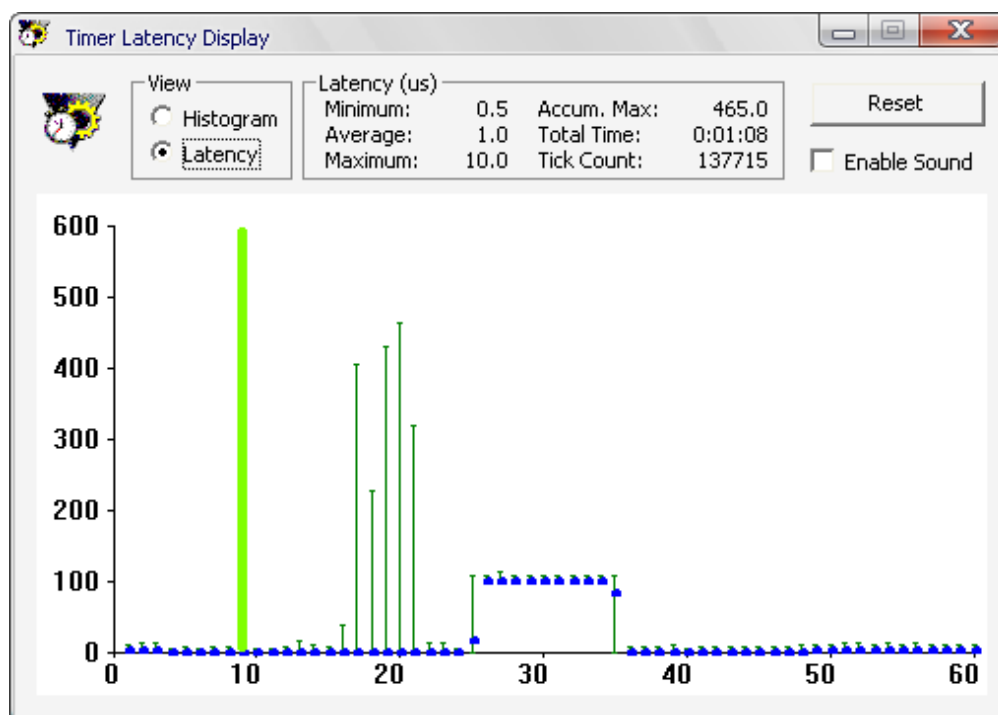 Timer Latency Display
View
Histogram
Latency
Latency (us)
Minimum: 0.5 Accum. Max: 465.0
Average: 1.0 Total Time: 0:01:08
Maximum: 10.0 Tick Count: 137715
Reset
Enable Sound
600
500
400
300
200
100
0
0 10 20 30 40 50 60